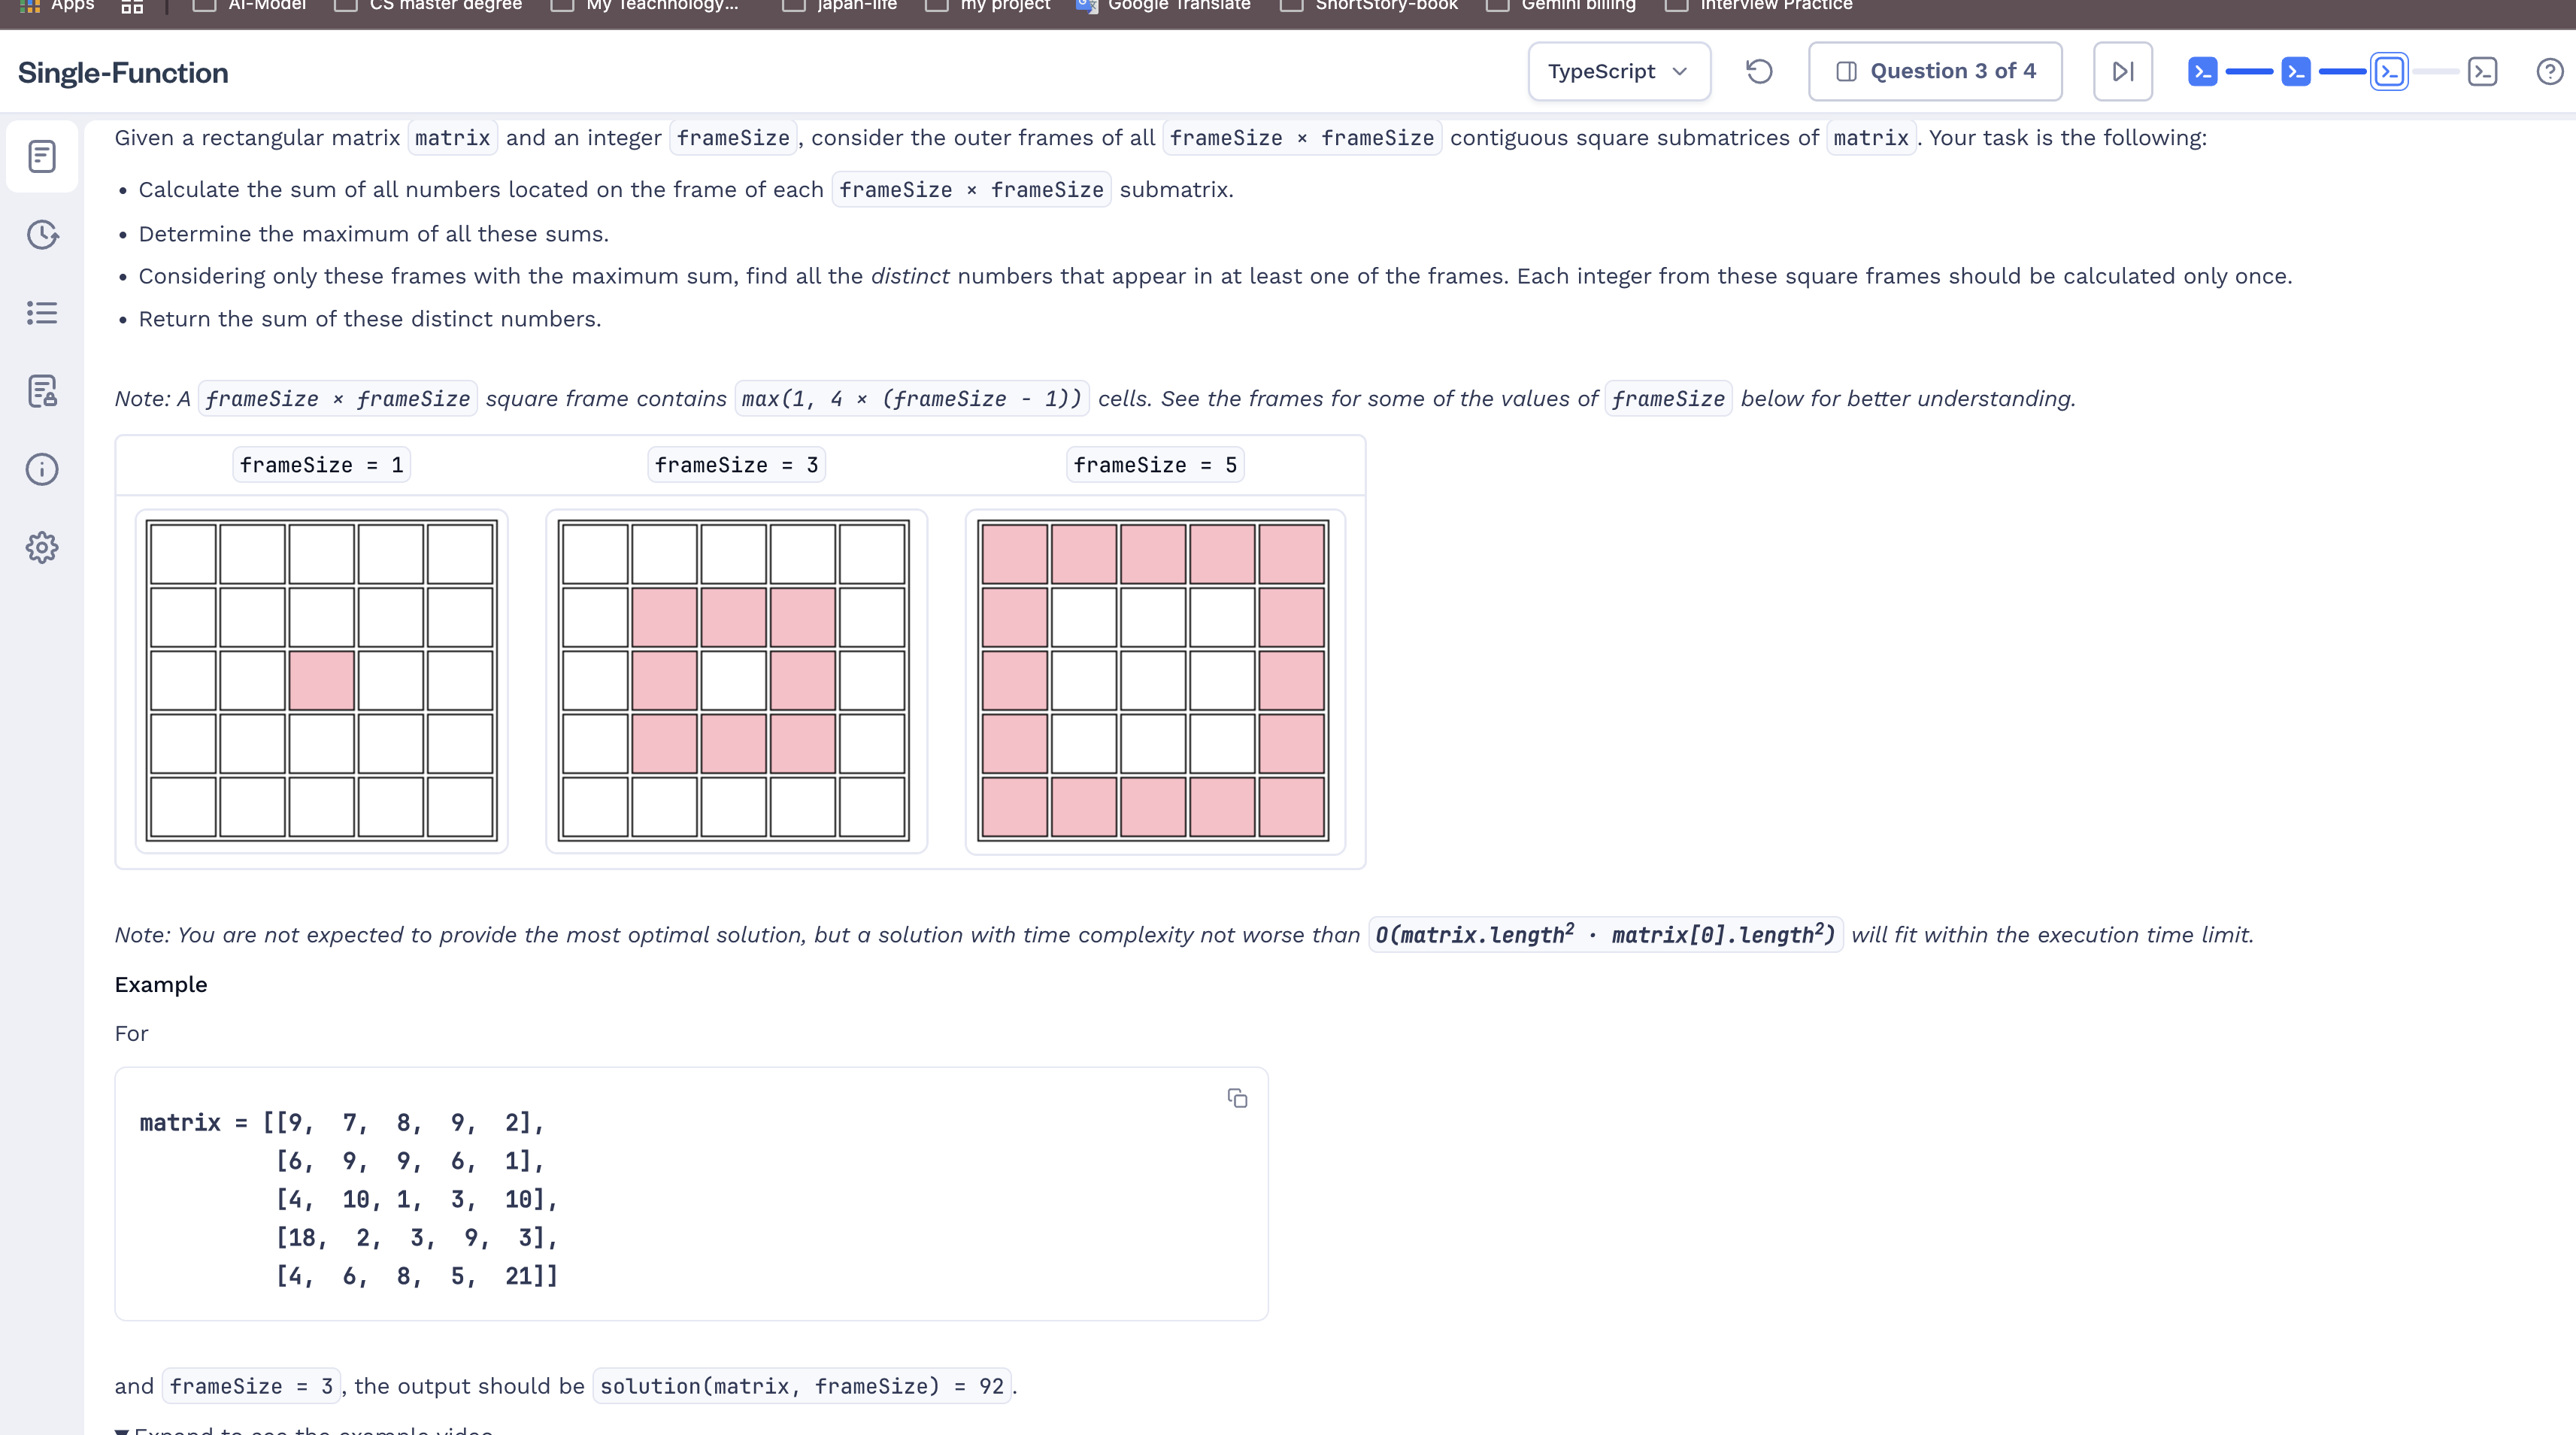 Apps AI-Model CS master degree My Teachnology... japan-life my project Google Translate ShortStory-book Gemini billing Interview Practice
Single-Function TypeScript Question 3 of 4
Given a rectangular matrix matrix and an integer frameSize, consider the outer frames of all frameSize × frameSize contiguous square submatrices of matrix. Your task is the following:
• Calculate the sum of all numbers located on the frame of each frameSize × frameSize submatrix.
• Determine the maximum of all these sums.
• Considering only these frames with the maximum sum, find all the distinct numbers that appear in at least one of the frames. Each integer from these square frames should be calculated only once.
• Return the sum of these distinct numbers.
Note: A frameSize × frameSize square frame contains max(1, 4 × (frameSize - 1)) cells. See the frames for some of the values of frameSize below for better understanding.
frameSize = 1 frameSize = 3 frameSize = 5
Note: You are not expected to provide the most optimal solution, but a solution with time complexity not worse than O(matrix.length² · matrix[0].length²) will fit within the execution time limit.
Example
For
matrix = [[9, 7, 8, 9, 2],
[6, 9, 9, 6, 1],
[4, 10, 1, 3, 10],
[18, 2, 3, 9, 3],
[4, 6, 8, 5, 21]]
and frameSize = 3, the output should be solution(matrix, frameSize) = 92.
▼ Expand to see the example video